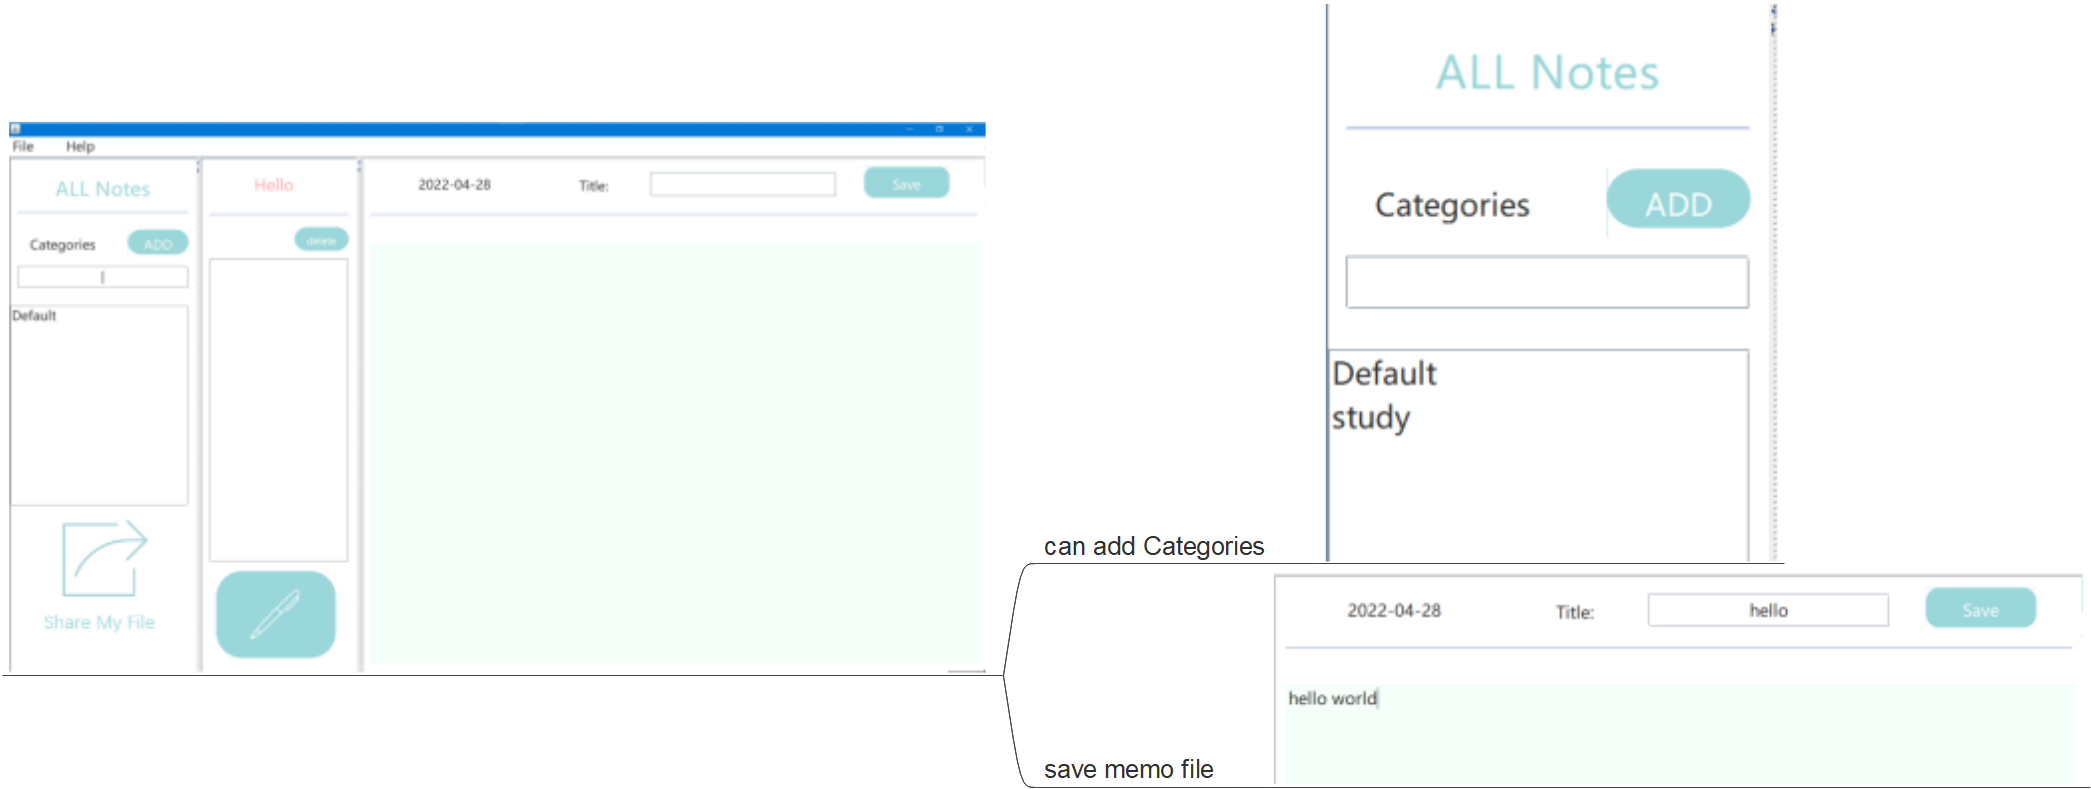 File Help
ALL Notes
Categories ADD
Default
Share My File
Hello
delete
2022-04-28 Title: Save
can add Categories
ALL Notes
Categories ADD
Default
study
save memo file
2022-04-28 Title: hello Save
hello world